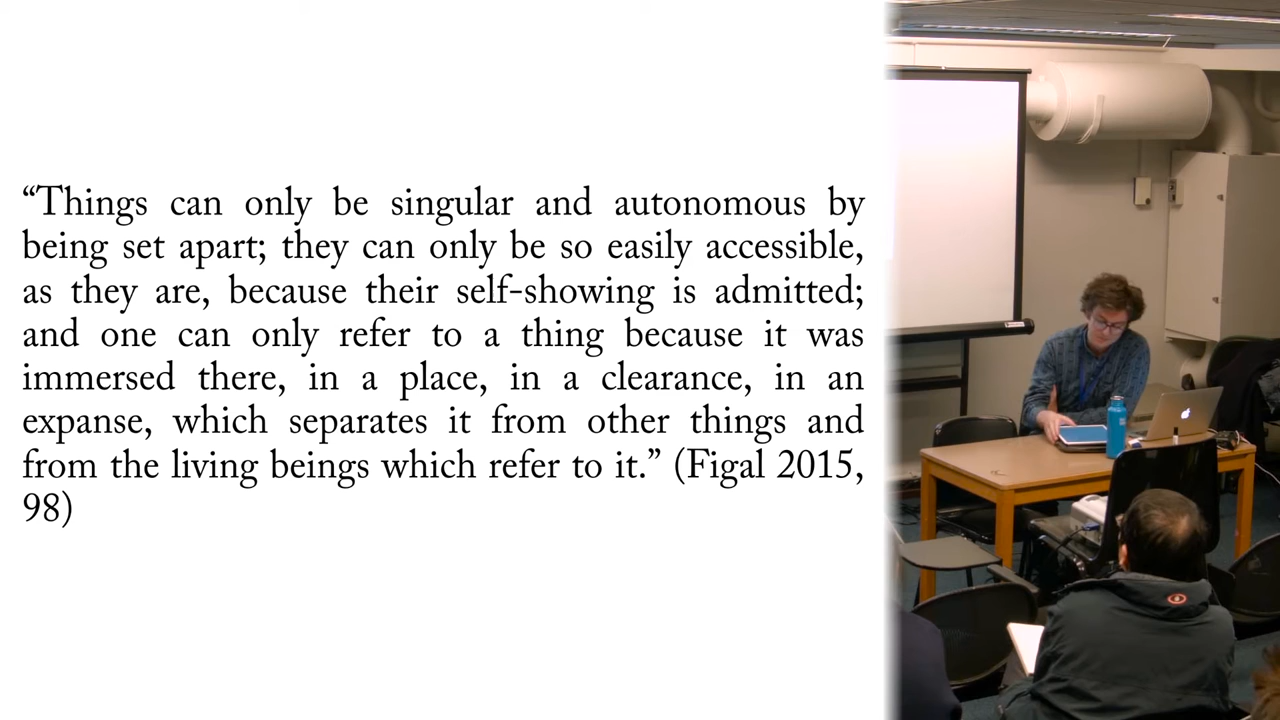 “Things can only be singular and autonomous by
being set apart; they can only be so easily accessible,
as they are, because their self-showing is admitted;
and one can only refer to a thing because it was
immersed there, in a place, in a clearance, in an
expanse, which separates it from other things and
from the living beings which refer to it.” (Figal 2015,
98)